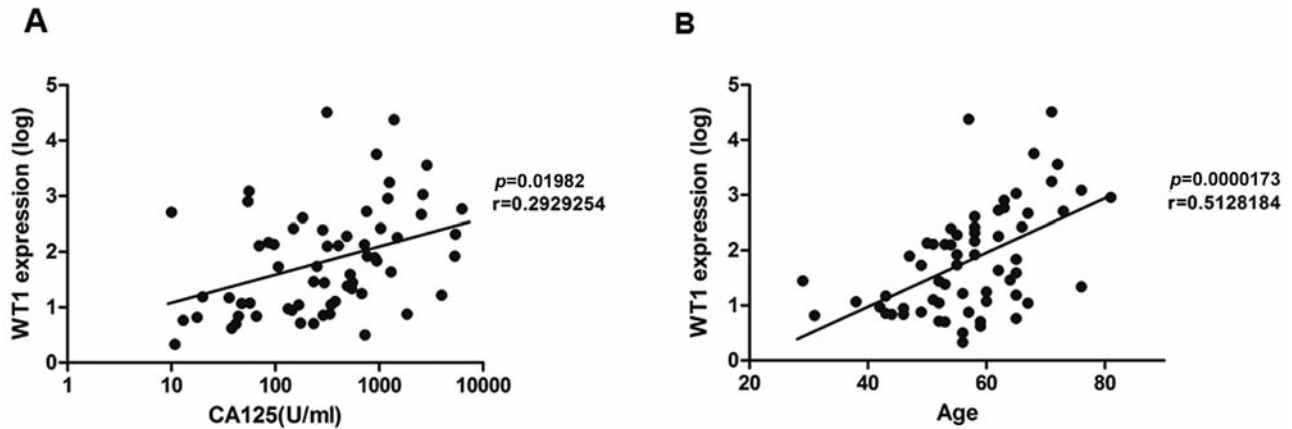 A
WT1 expression (log)
5
4
3
2
1
0
1
10
100
1000
10000
CA125(U/ml)
p=0.01982
r=0.2929254
B
WT1 expression (log)
5
4
3
2
1
0
20
40
60
80
Age
p=0.0000173
r=0.5128184